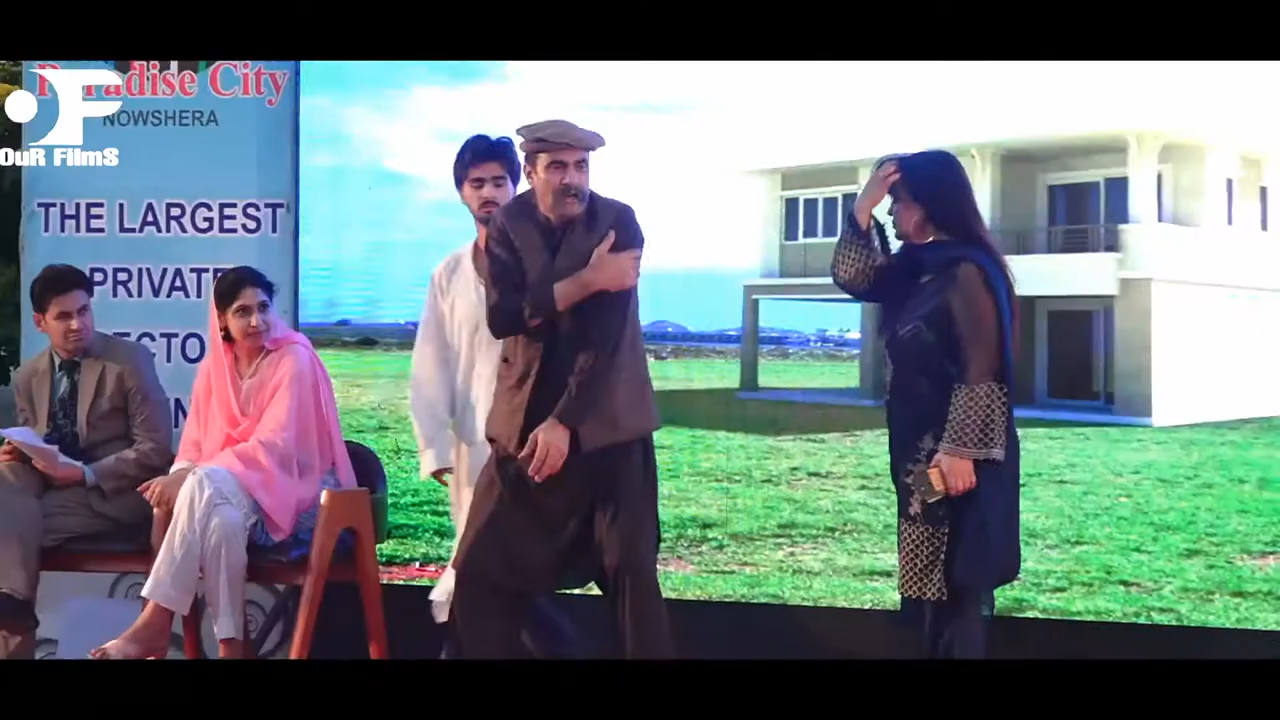 Paradise City
NOWSHERA
OuR FilmS
THE LARGEST
PRIVATE